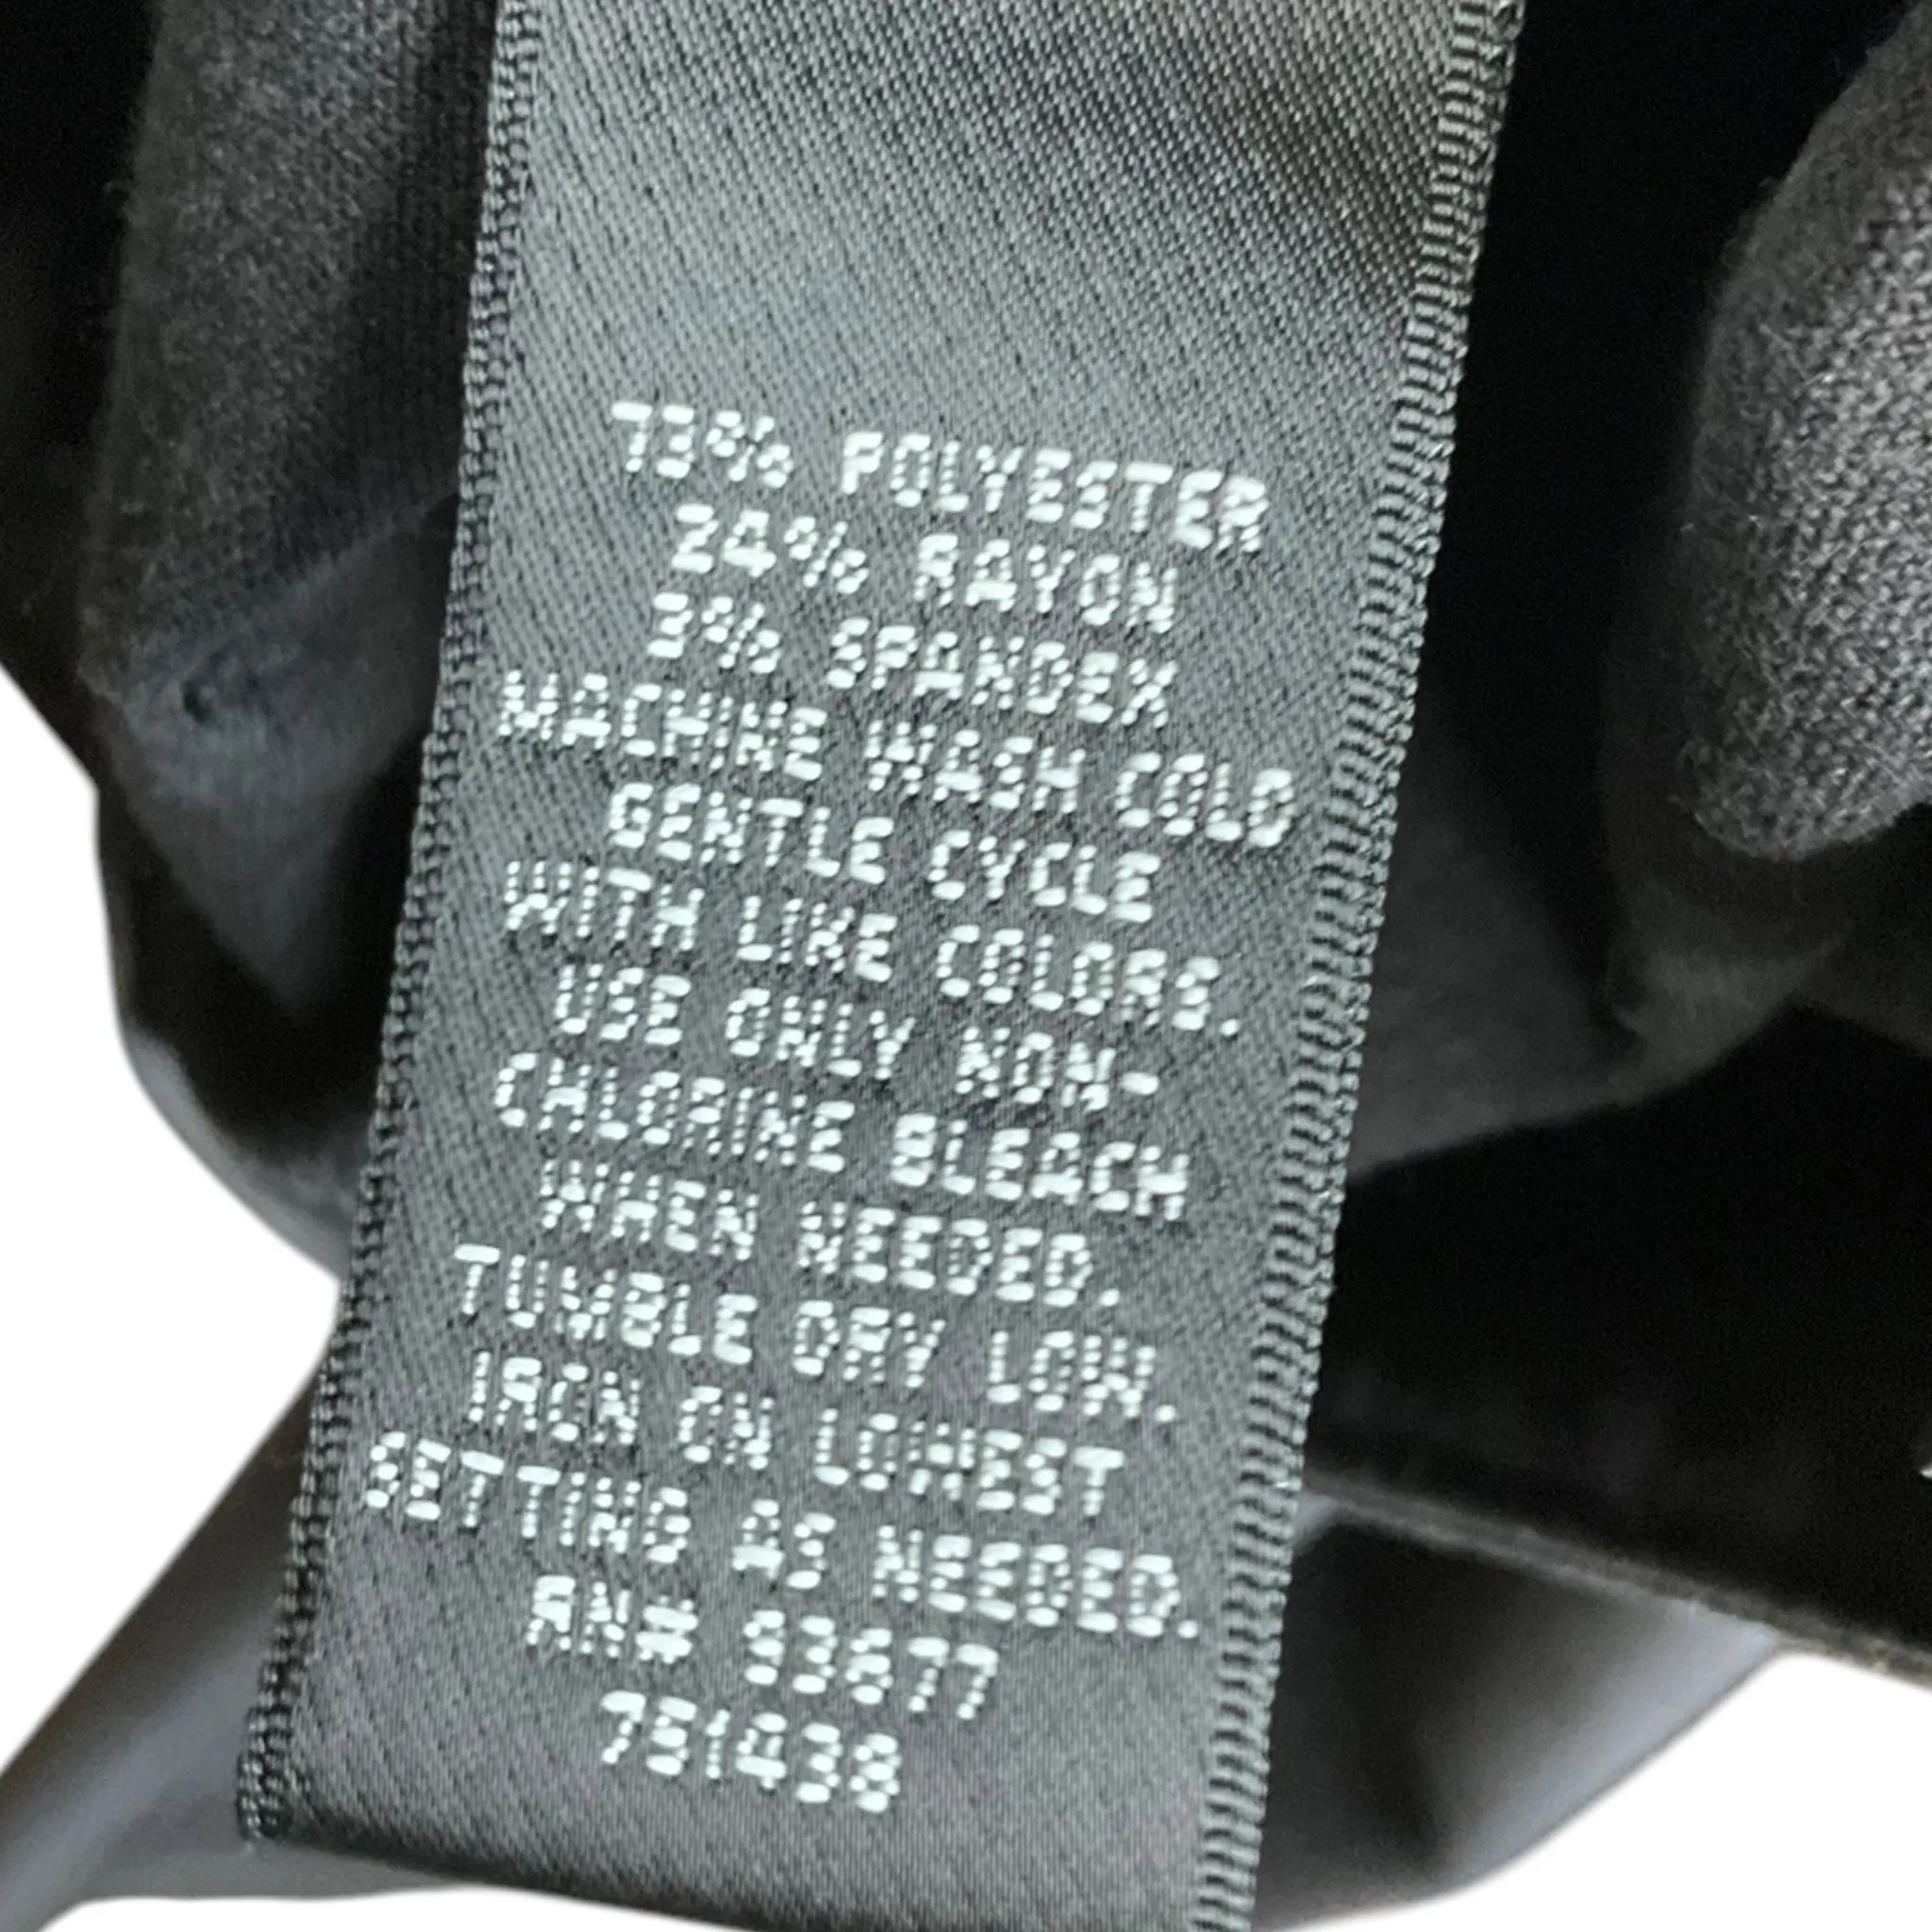 73% POLYESTER
24% RAYON
3% SPANDEX
MACHINE WASH COLD
GENTLE CYCLE
WITH LIKE COLORS.
USE ONLY NON-
CHLORINE BLEACH
WHEN NEEDED.
TUMBLE DRY LOW.
IRON ON LOWEST
SETTING AS NEEDED.
RN# 93677
751438